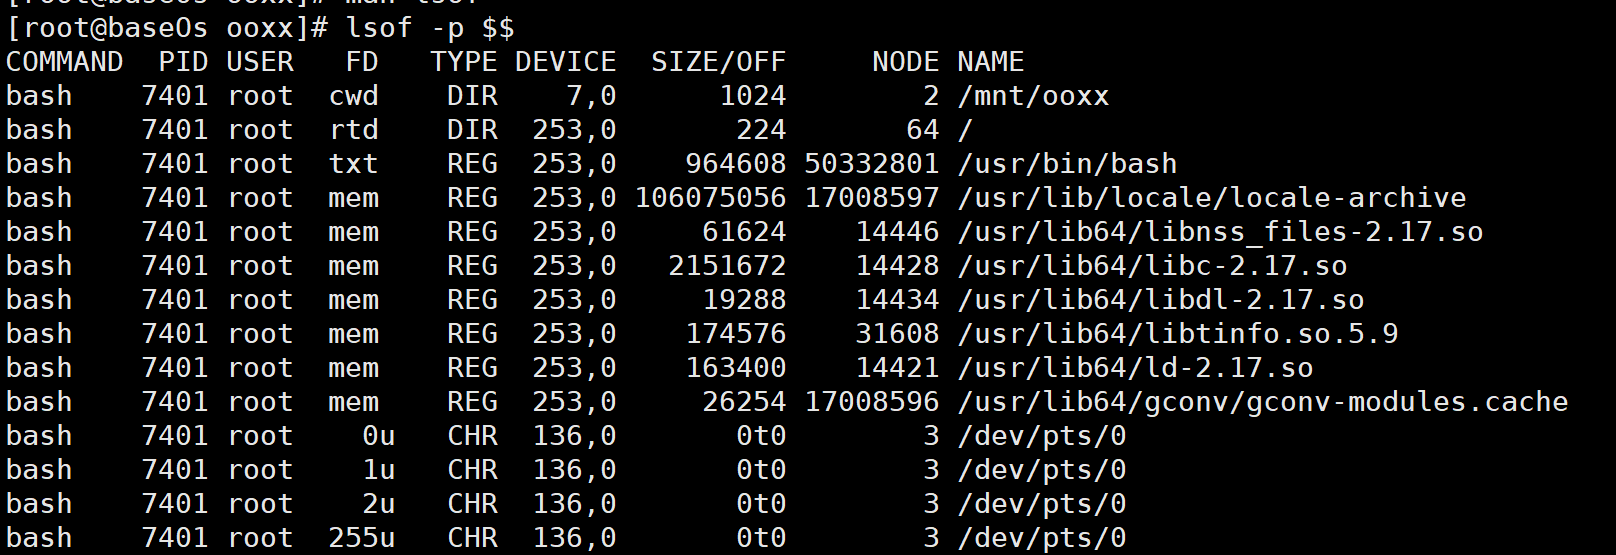 [root@baseOs ooxx]# man lsof
[root@baseOs ooxx]# lsof -p $$
COMMAND  PID USER   FD   TYPE DEVICE  SIZE/OFF     NODE NAME
bash    7401 root  cwd    DIR    7,0      1024        2 /mnt/ooxx
bash    7401 root  rtd    DIR  253,0       224       64 /
bash    7401 root  txt    REG  253,0    964608 50332801 /usr/bin/bash
bash    7401 root  mem    REG  253,0 106075056 17008597 /usr/lib/locale/locale-archive
bash    7401 root  mem    REG  253,0     61624    14446 /usr/lib64/libnss_files-2.17.so
bash    7401 root  mem    REG  253,0   2151672    14428 /usr/lib64/libc-2.17.so
bash    7401 root  mem    REG  253,0     19288    14434 /usr/lib64/libdl-2.17.so
bash    7401 root  mem    REG  253,0    174576    31608 /usr/lib64/libtinfo.so.5.9
bash    7401 root  mem    REG  253,0    163400    14421 /usr/lib64/ld-2.17.so
bash    7401 root  mem    REG  253,0     26254 17008596 /usr/lib64/gconv/gconv-modules.cache
bash    7401 root    0u   CHR  136,0       0t0        3 /dev/pts/0
bash    7401 root    1u   CHR  136,0       0t0        3 /dev/pts/0
bash    7401 root    2u   CHR  136,0       0t0        3 /dev/pts/0
bash    7401 root  255u   CHR  136,0       0t0        3 /dev/pts/0